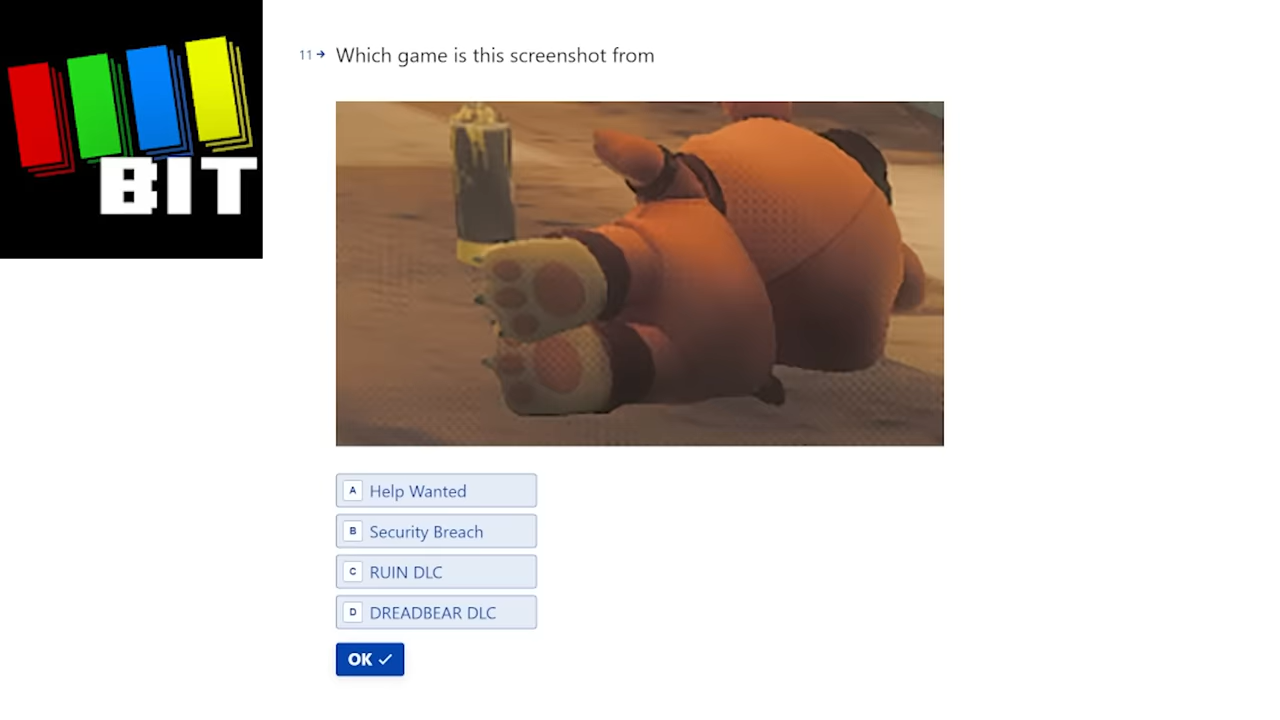 BIT
11 Which game is this screenshot from
A Help Wanted
B Security Breach
C RUIN DLC
D DREADBEAR DLC
OK